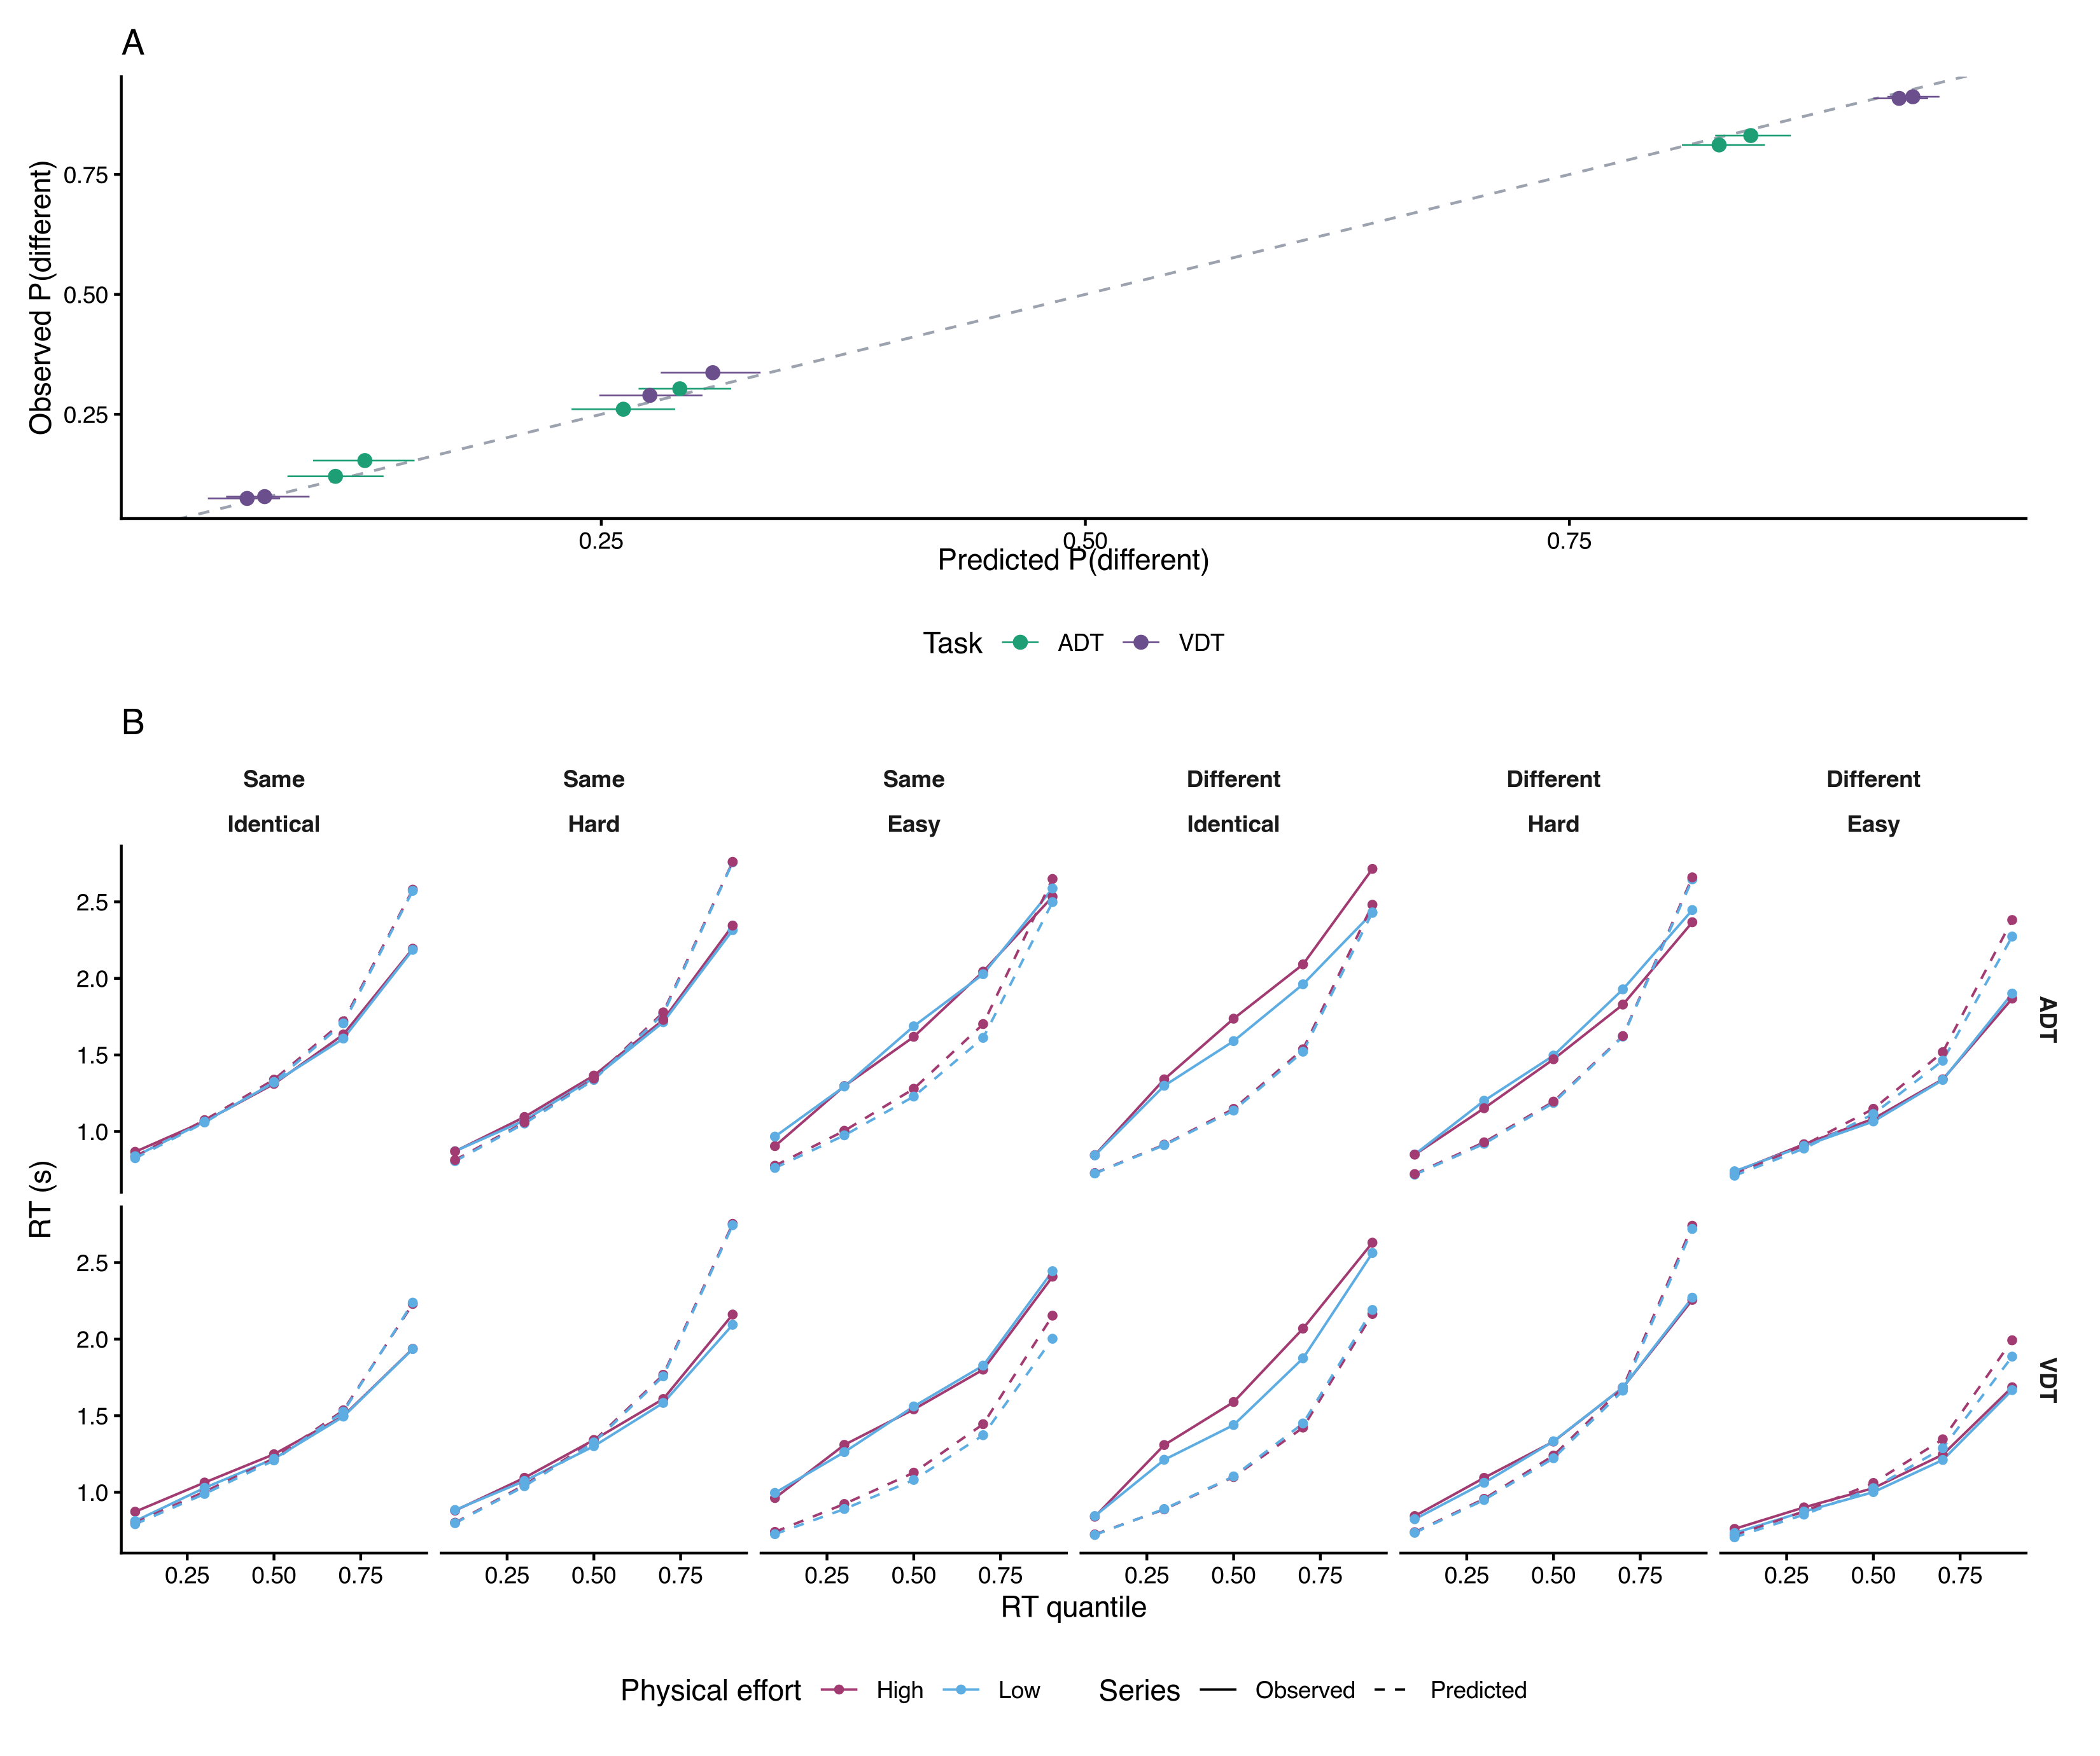 A
Observed P(different)
0.75
0.50
0.25
0.25 0.50 0.75
Predicted P(different)
Task ADT VDT
B
Same Same Same Different Different Different
Identical Hard Easy Identical Hard Easy
RT (s)
2.5
2.0
1.5
1.0
ADT
2.5
2.0
1.5
1.0
VDT
0.25 0.50 0.75 0.25 0.50 0.75 0.25 0.50 0.75 0.25 0.50 0.75 0.25 0.50 0.75 0.25 0.50 0.75
RT quantile
Physical effort High Low Series Observed Predicted